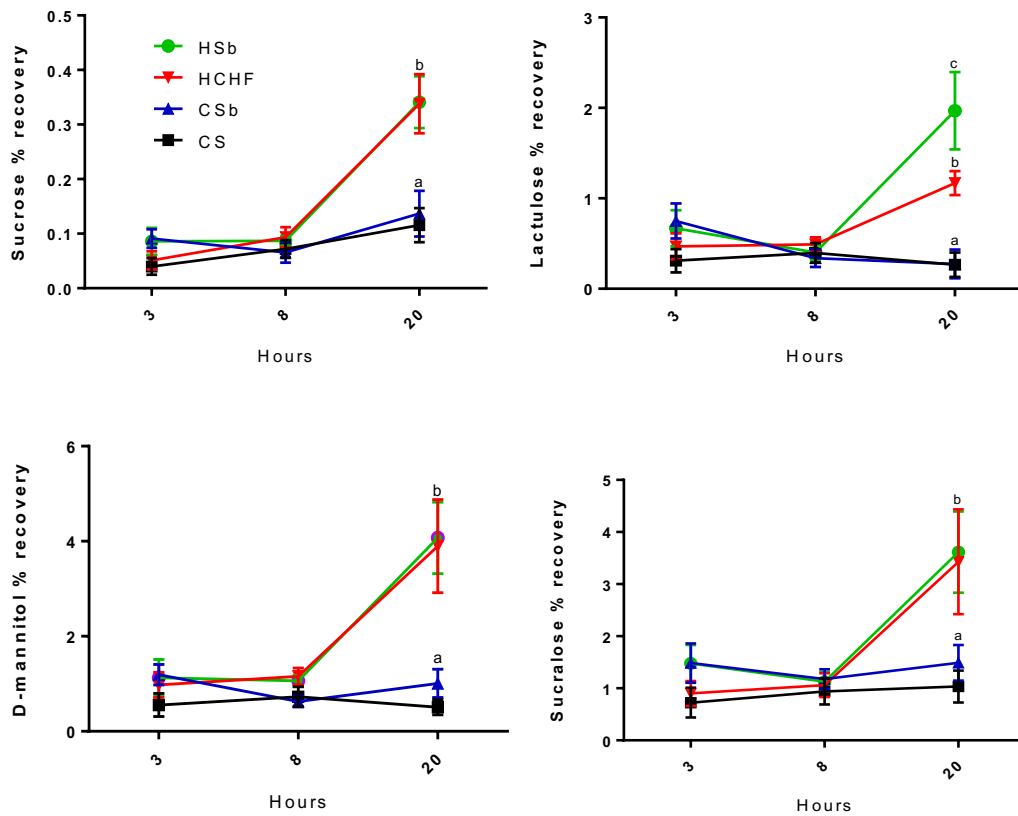 Sucrose % recovery
0.5
0.4
0.3
0.2
0.1
0.0
HSb
HCHF
CSb
CS
b
a
3
8
20
Hours
Lactulose % recovery
3
2
1
0
c
b
a
3
8
20
Hours
D-mannitol % recovery
6
4
2
0
b
a
3
8
20
Hours
Sucralose % recovery
5
4
3
2
1
0
b
a
3
8
20
Hours